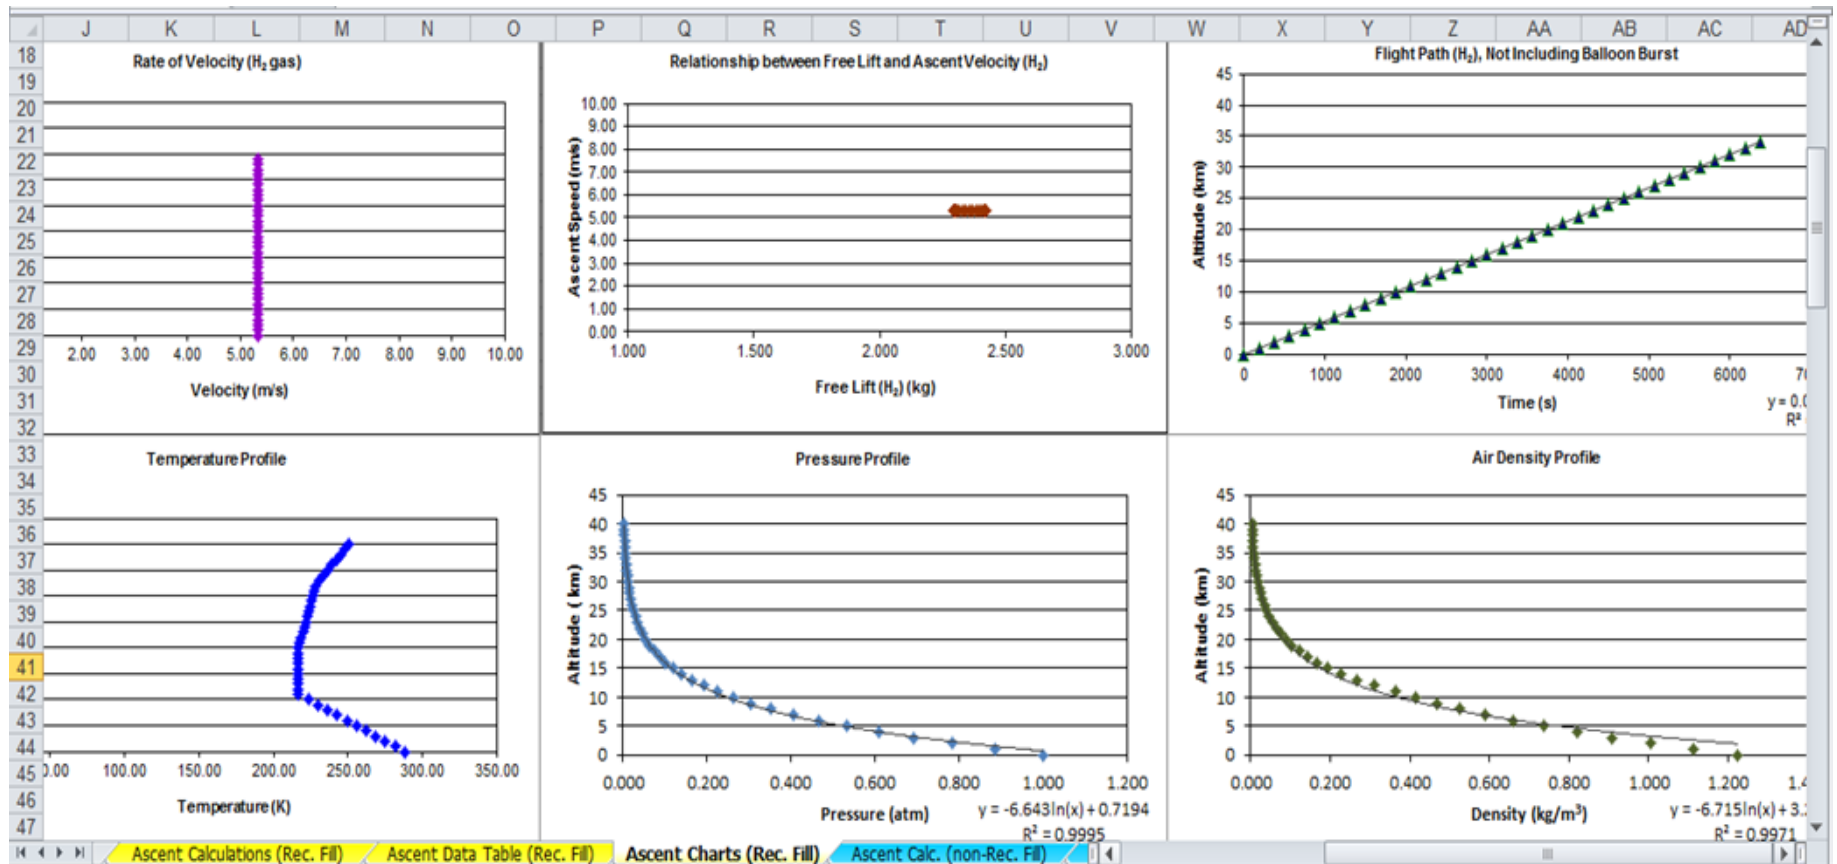 J K L M N O P Q R S T U V W X Y Z AA AB AC AD
18
19
20
21
22
23
24
25
26
27
28
29
30
31
32
33
34
35
36
37
38
39
40
41
42
43
44
45
46
47
Rate of Velocity (H₂ gas)
2.00 3.00 4.00 5.00 6.00 7.00 8.00 9.00 10.00
Velocity (m/s)
Relationship between Free Lift and Ascent Velocity (H₂)
Ascent Speed (m/s)
10.00
9.00
8.00
7.00
6.00
5.00
4.00
3.00
2.00
1.00
0.00
1.000 1.500 2.000 2.500 3.000
Free Lift (H₂) (kg)
Flight Path (H₂), Not Including Balloon Burst
Altitude (km)
45
40
35
30
25
20
15
10
5
0
0 1000 2000 3000 4000 5000 6000
Time (s)
y = 0.0
R²
Temperature Profile
0.00 100.00 150.00 200.00 250.00 300.00 350.00
Temperature (K)
Pressure Profile
Altitude ( km)
45
40
35
30
25
20
15
10
5
0
0.000 0.200 0.400 0.600 0.800 1.000 1.200
Pressure (atm)
y = -6.643ln(x) + 0.7194
R² = 0.9995
Air Density Profile
Altitude (km)
45
40
35
30
25
20
15
10
5
0
0.000 0.200 0.400 0.600 0.800 1.000 1.200 1.4
Density (kg/m³)
y = -6.715ln(x) + 3.
R² = 0.9971
Ascent Calculations (Rec. Fill) Ascent Data Table (Rec. Fill) Ascent Charts (Rec. Fill) Ascent Calc. (non-Rec. Fill)